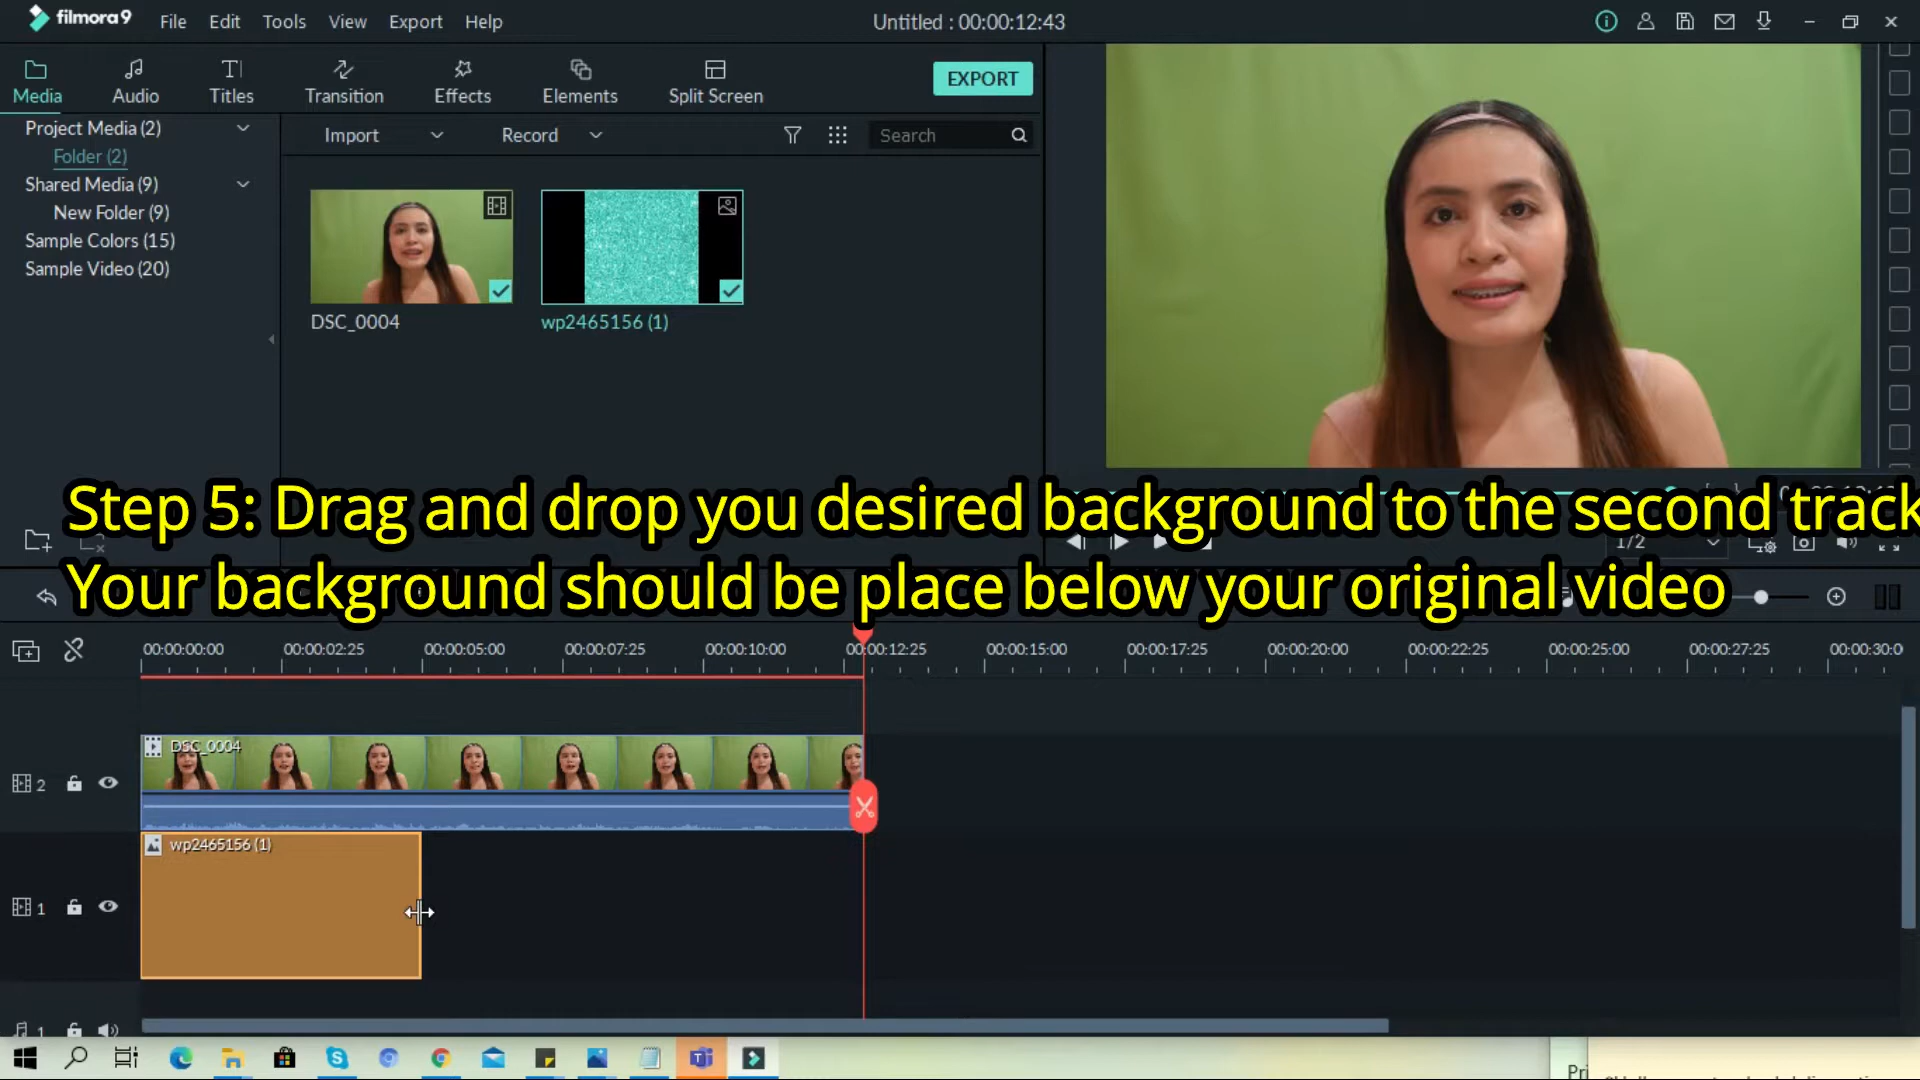 filmora9 File Edit Tools View Export Help Untitled : 00:00:12:43
Media Audio Titles Transition Effects Elements Split Screen EXPORT
Project Media (2) Import Record Search
Folder (2)
Shared Media (9)
New Folder (9)
Sample Colors (15)
Sample Video (20)
DSC_0004 wp2465156 (1)
Step 5: Drag and drop you desired background to the second track
1/2
Your background should be place below your original video
00:00:00:00 00:00:02:25 00:00:05:00 00:00:07:25 00:00:10:00 00:00:12:25 00:00:15:00 00:00:17:25 00:00:20:00 00:00:22:25 00:00:25:00 00:00:27:25 00:00:30:0
DSC_0004
2
wp2465156 (1)
1
1
Pri